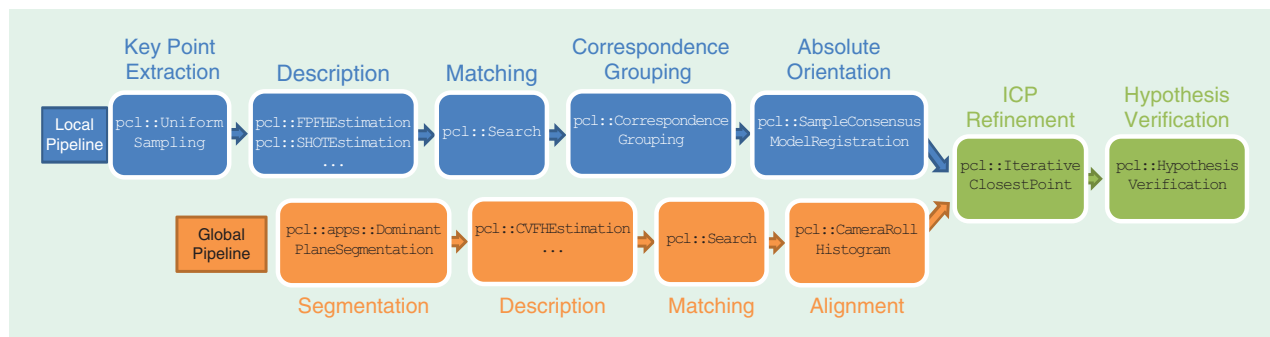 Key Point
Extraction
Description
Matching
Correspondence
Grouping
Absolute
Orientation
ICP
Refinement
Hypothesis
Verification
Local
Pipeline
pcl::Uniform
Sampling
pcl::FPFHEstimation
pcl::SHOTEstimation
...
pcl::Search
pcl::Correspondence
Grouping
pcl::SampleConsensus
ModelRegistration
pcl::Iterative
ClosestPoint
pcl::Hypothesis
Verification
Global
Pipeline
pcl::apps::Dominant
PlaneSegmentation
pcl::CVFHEstimation
...
pcl::Search
pcl::CameraRoll
Histogram
Segmentation
Description
Matching
Alignment